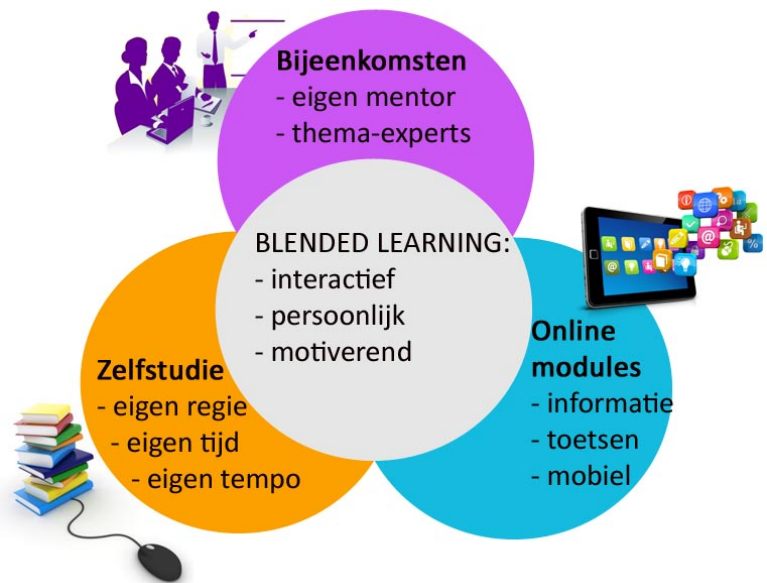 Bijeenkomsten
- eigen mentor
- thema-experts
BLENDED LEARNING:
- interactief
- persoonlijk
- motiverend
Zelfstudie
- eigen regie
- eigen tijd
- eigen tempo
Online
modules
- informatie
- toetsen
- mobiel